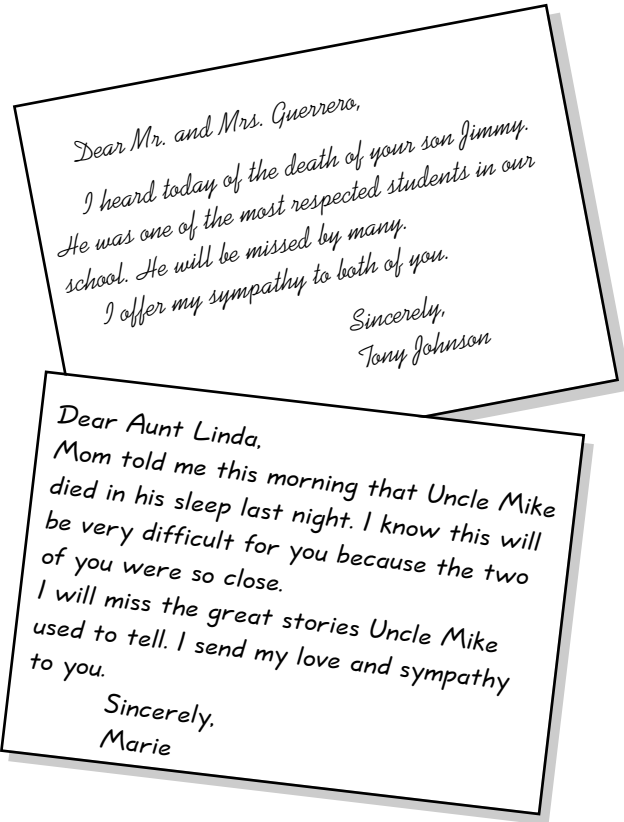 Dear Mr. and Mrs. Guerrero,
I heard today of the death of your son Jimmy.
He was one of the most respected students in our
school. He will be missed by many.
I offer my sympathy to both of you.
Sincerely,
Tony Johnson
Dear Aunt Linda,
Mom told me this morning that Uncle Mike
died in his sleep last night. I know this will
be very difficult for you because the two
of you were so close.
I will miss the great stories Uncle Mike
used to tell. I send my love and sympathy
to you.
Sincerely,
Marie